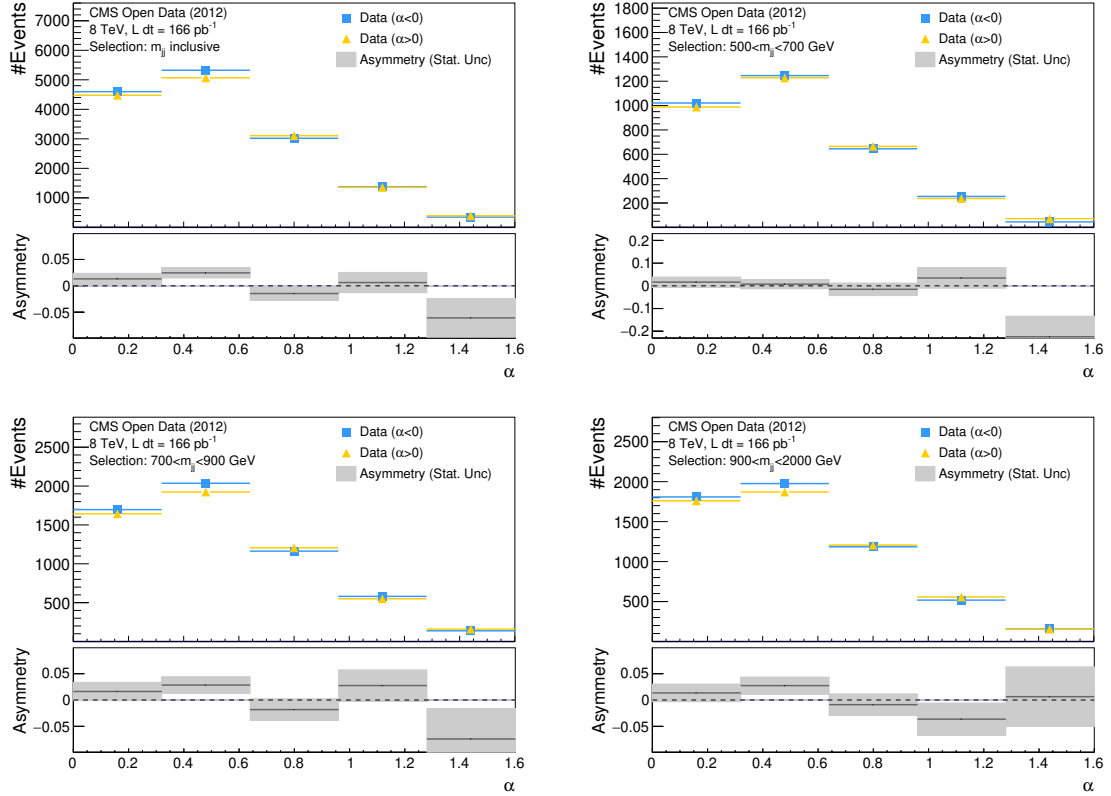 CMS Open Data (2012)
8 TeV, L dt = 166 pb⁻¹
Selection: mjj inclusive
Data (α<0)
Data (α>0)
Asymmetry (Stat. Unc)
#Events
7000
6000
5000
4000
3000
2000
1000
Asymmetry
0.05
0
−0.05
0 0.2 0.4 0.6 0.8 1 1.2 1.4 1.6
α
CMS Open Data (2012)
8 TeV, L dt = 166 pb⁻¹
Selection: 500<mjj<700 GeV
Data (α<0)
Data (α>0)
Asymmetry (Stat. Unc)
#Events
1800
1600
1400
1200
1000
800
600
400
200
Asymmetry
0.2
0.1
0
−0.1
−0.2
0 0.2 0.4 0.6 0.8 1 1.2 1.4 1.6
α
CMS Open Data (2012)
8 TeV, L dt = 166 pb⁻¹
Selection: 700<mjj<900 GeV
Data (α<0)
Data (α>0)
Asymmetry (Stat. Unc)
#Events
2500
2000
1500
1000
500
Asymmetry
0.05
0
−0.05
0 0.2 0.4 0.6 0.8 1 1.2 1.4 1.6
α
CMS Open Data (2012)
8 TeV, L dt = 166 pb⁻¹
Selection: 900<mjj<2000 GeV
Data (α<0)
Data (α>0)
Asymmetry (Stat. Unc)
#Events
2500
2000
1500
1000
500
Asymmetry
0.05
0
−0.05
0 0.2 0.4 0.6 0.8 1 1.2 1.4 1.6
α